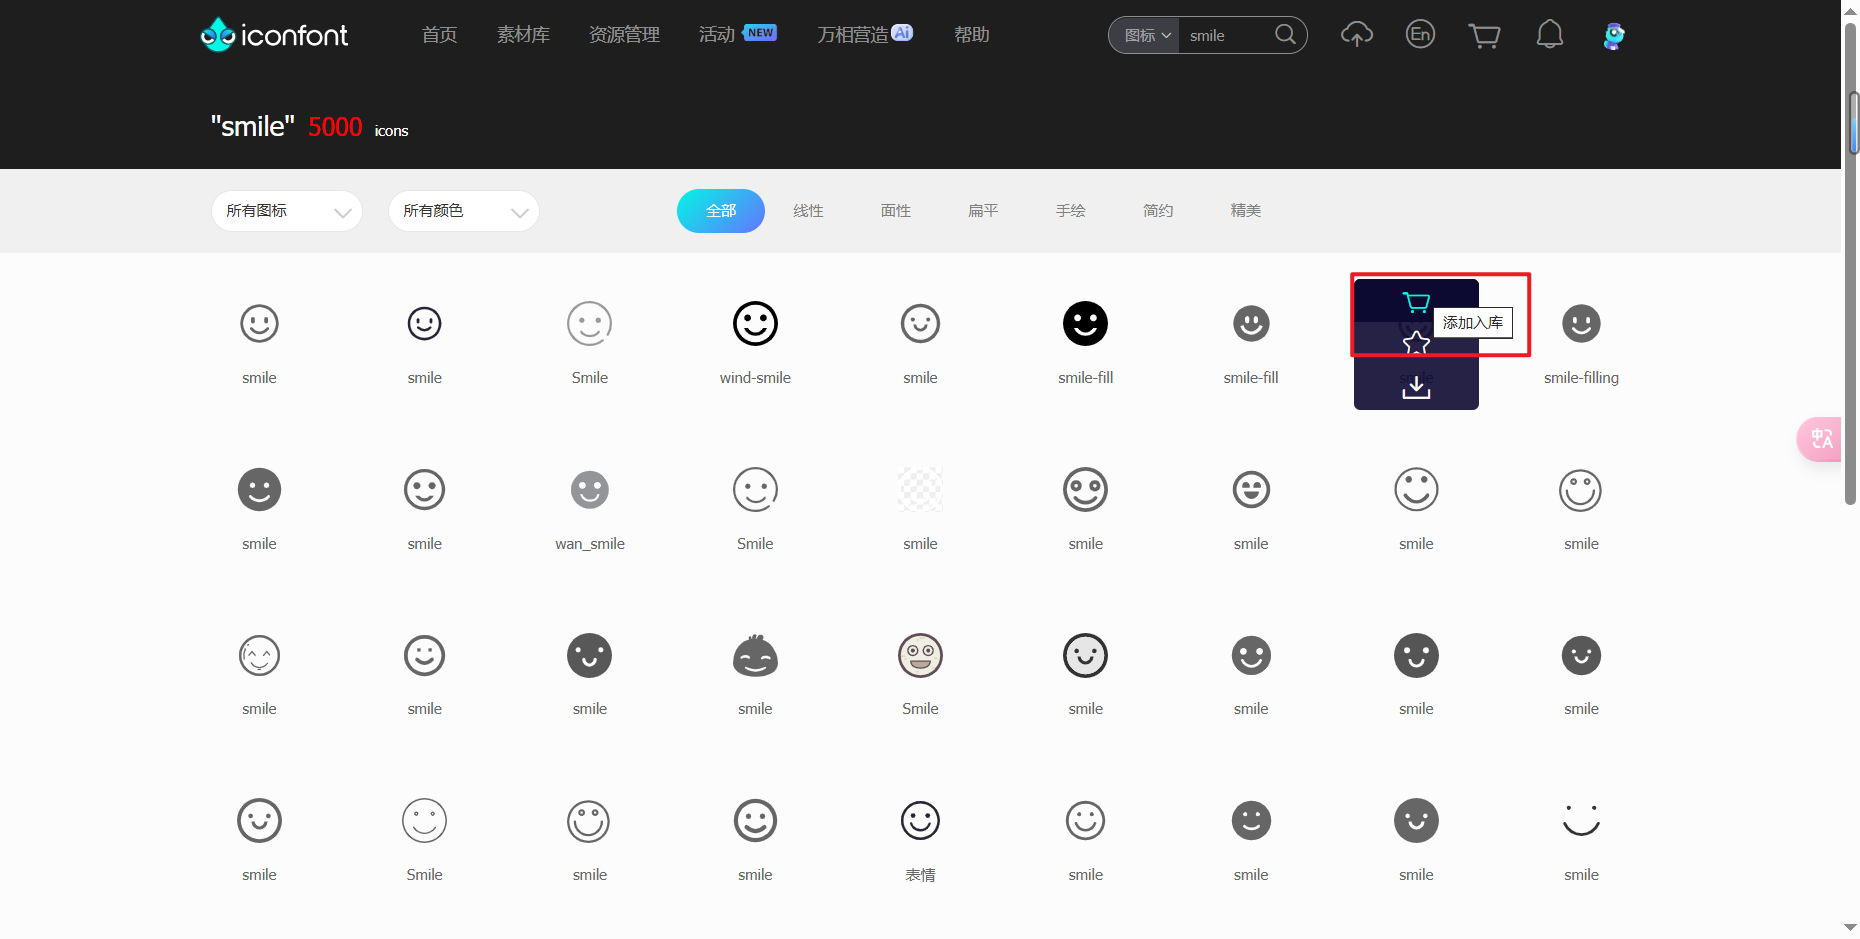 iconfont 首页 素材库 资源管理 活动 NEW 万相营造 Ai 帮助 图标 smile En
"smile" 5000 icons
所有图标 所有颜色 全部 线性 面性 扁平 手绘 简约 精美
添加入库
smile smile Smile wind-smile smile smile-fill smile-fill smile smile-filling
中 A
smile smile wan_smile Smile smile smile smile smile smile
smile smile smile smile Smile smile smile smile smile
smile Smile smile smile 表情 smile smile smile smile